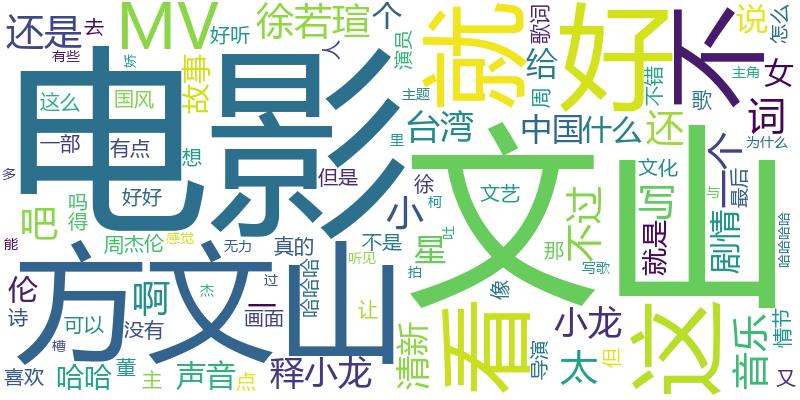 还是
去
MV
徐若瑄
个
好听
有些
娇
人
演员
歌词
就
好
不
说
怎么
电影
故事
这么
国风
一部
有点
想
给
周
不错
歌
主角
女
主题
台湾
中国
什么
还
词
为什么
里
但是
多
好好
吗
得
吧
周杰伦
感觉
无力
真的
不是
小
徐
柯
文艺
文山
星
吐
那
不过
写
就是
文化
一个
剧情
最后
与
哈哈哈哈
能
方文山
听见
哈哈哈
拍
像
写歌
伦
诗
可以
啊
没有
杰
过
画面
让
清新
看
小龙
这
音乐
情节
槽
喜欢
哈哈
董
主
声音
点
释小龙
导演
太
但
又